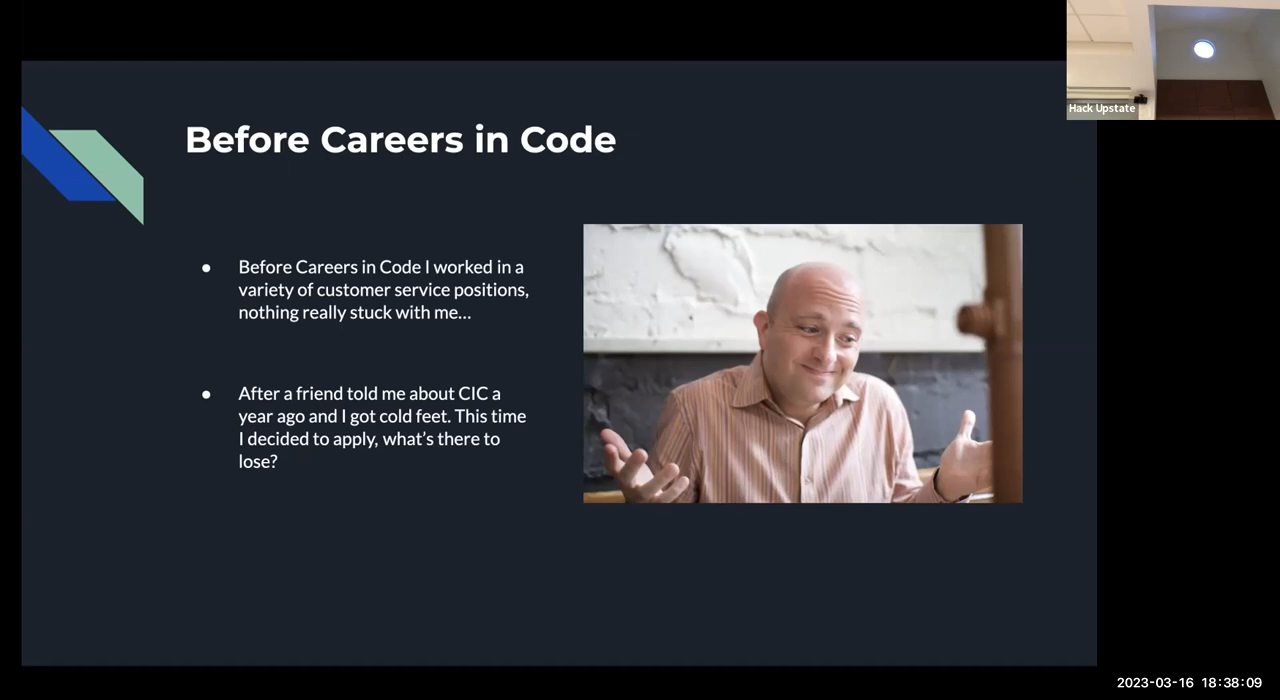 Hack Upstate
Before Careers in Code
● Before Careers in Code I worked in a
variety of customer service positions,
nothing really stuck with me...
● After a friend told me about CIC a
year ago and I got cold feet. This time
I decided to apply, what’s there to
lose?
2023-03-16 18:38:09